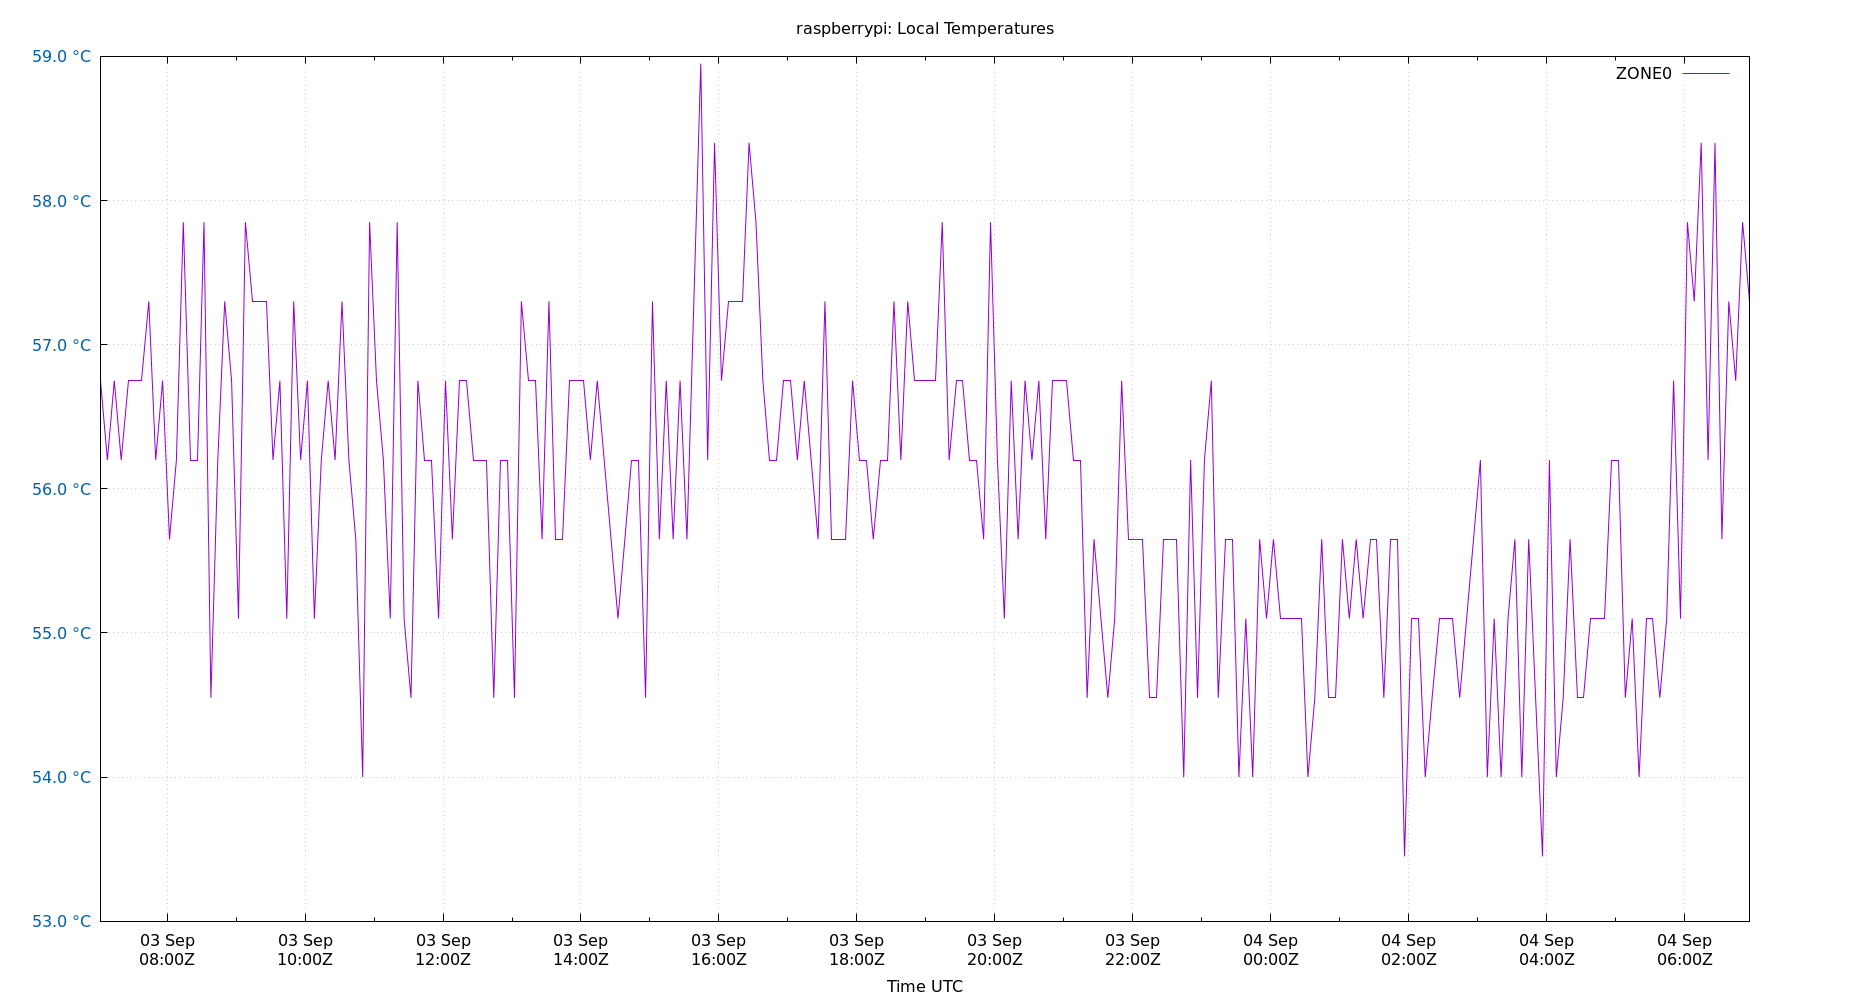 raspberrypi: Local Temperatures
59.0 °C
ZONE0
58.0 °C
57.0 °C
56.0 °C
55.0 °C
54.0 °C
53.0 °C
03 Sep 03 Sep 03 Sep 03 Sep 03 Sep 03 Sep 03 Sep 03 Sep 04 Sep 04 Sep 04 Sep 04 Sep
08:00Z 10:00Z 12:00Z 14:00Z 16:00Z 18:00Z 20:00Z 22:00Z 00:00Z 02:00Z 04:00Z 06:00Z
Time UTC